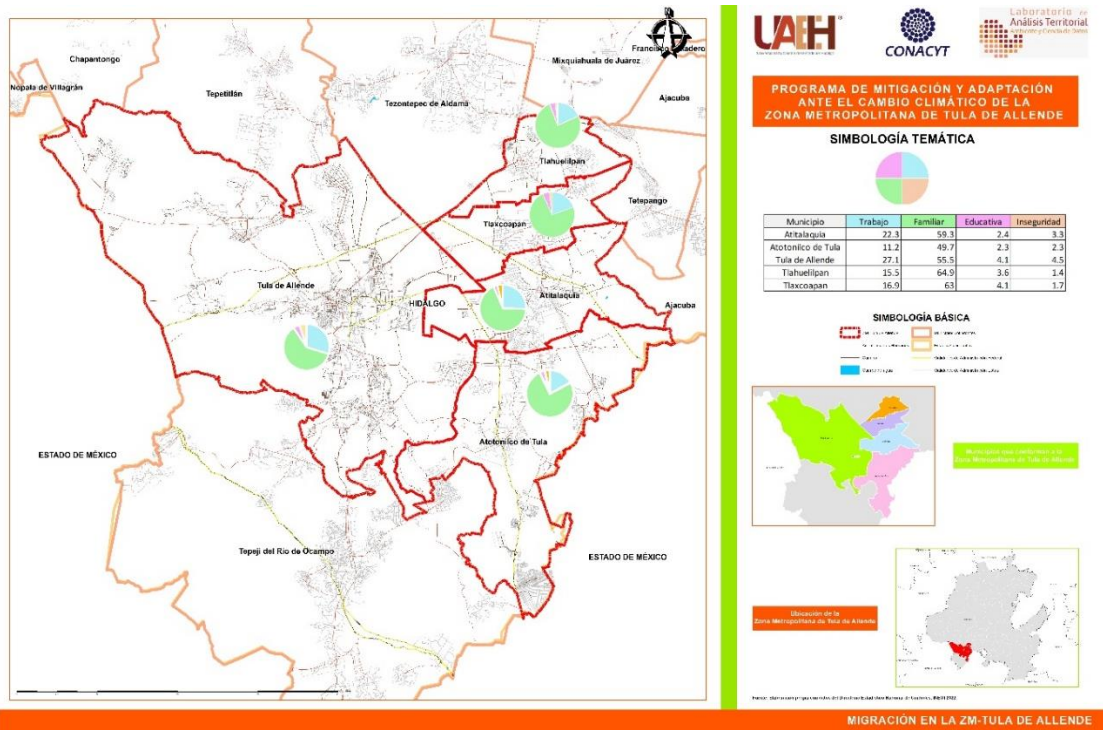 Chapantongo
Nopala de Villagrán
Tepetitlán
Tezontepec de Aldama
Mixquiahuala de Juárez
Ajacuba
Tlahuelilpan
Tetepango
Tlaxcoapan
Tula de Allende
HIDALGO
Atitalaquia
Ajacuba
Atotonilco de Tula
ESTADO DE MÉXICO
Tepeji del Río de Ocampo
ESTADO DE MÉXICO
UAEH
CONACYT
Laboratorio de
Análisis Territorial
PROGRAMA DE MITIGACIÓN Y ADAPTACIÓN
ANTE EL CAMBIO CLIMÁTICO DE LA
ZONA METROPOLITANA DE TULA DE ALLENDE
SIMBOLOGÍA TEMÁTICA
Municipio Trabajo Familiar Educativa Inseguridad
Atitalaquia 22.3 59.3 2.4 3.3
Atotonilco de Tula 11.2 49.7 2.3 2.3
Tula de Allende 27.1 55.5 4.1 4.5
Tlahuelilpan 15.5 64.9 3.6 1.4
Tlaxcoapan 16.9 63 4.1 1.7
SIMBOLOGÍA BÁSICA
Municipios que conforman a la
Zona Metropolitana de Tula de Allende
Ubicación de la
Zona Metropolitana de Tula de Allende
MIGRACIÓN EN LA ZM-TULA DE ALLENDE